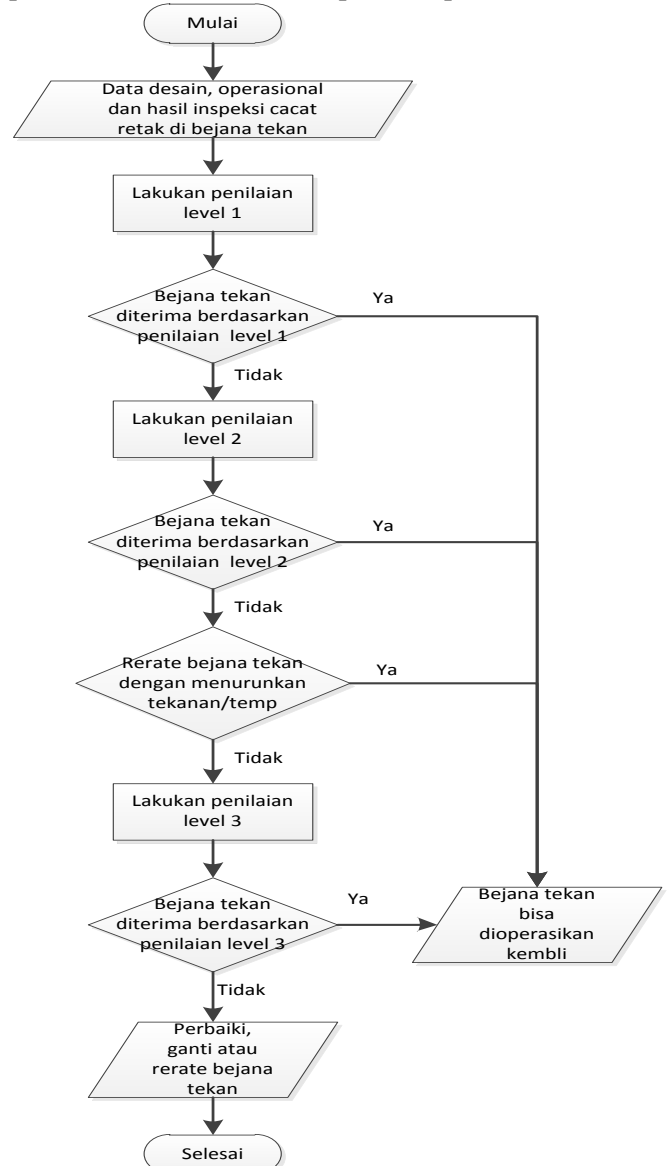 Mulai
Data desain, operasional
dan hasil inspeksi cacat
retak di bejana tekan
Lakukan penilaian
level 1
Bejana tekan
diterima berdasarkan
penilaian level 1
Ya
Tidak
Lakukan penilaian
level 2
Bejana tekan
diterima berdasarkan
penilaian level 2
Ya
Tidak
Rerate bejana tekan
dengan menurunkan
tekanan/temp
Ya
Tidak
Lakukan penilaian
level 3
Bejana tekan
diterima berdasarkan
penilaian level 3
Ya
Bejana tekan
bisa
dioperasikan
kembli
Tidak
Perbaiki,
ganti atau
rerate bejana
tekan
Selesai